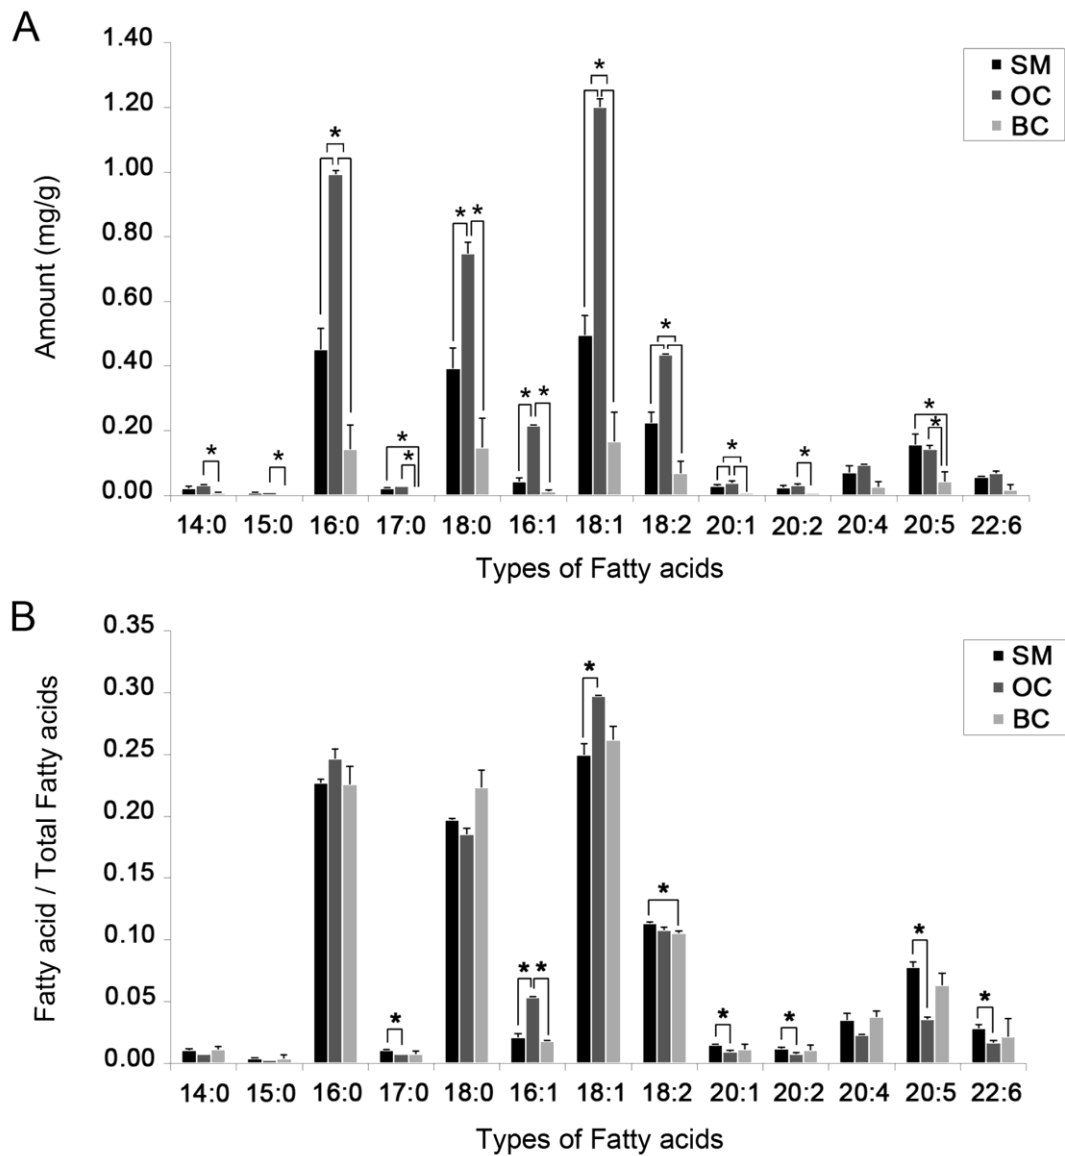 A
1.40
1.20
1.00
0.80
0.60
0.40
0.20
0.00
Amount (mg/g)
SM
OC
BC
* * * * * * * * * * * * * * * *
14:0 15:0 16:0 17:0 18:0 16:1 18:1 18:2 20:1 20:2 20:4 20:5 22:6
Types of Fatty acids
B
0.35
0.30
0.25
0.20
0.15
0.10
0.05
0.00
Fatty acid / Total Fatty acids
SM
OC
BC
* * * * * * * * *
14:0 15:0 16:0 17:0 18:0 16:1 18:1 18:2 20:1 20:2 20:4 20:5 22:6
Types of Fatty acids